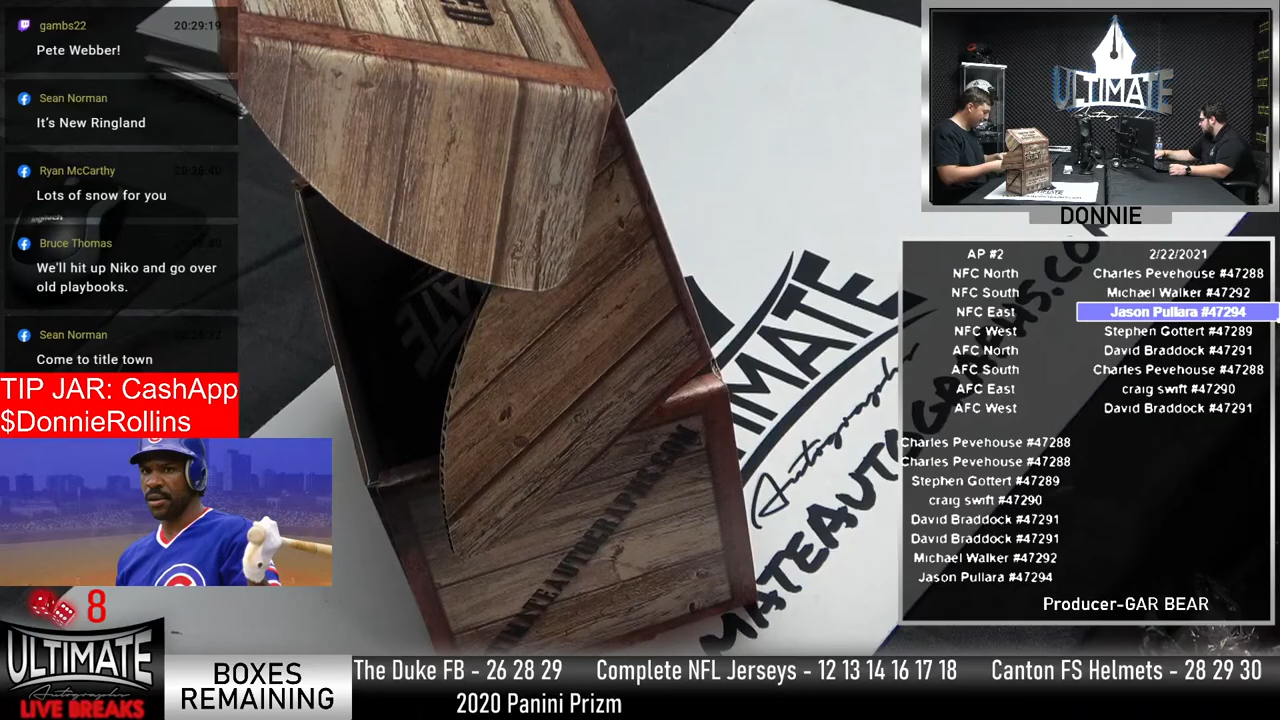 gambs22
20:29:19
Pete Webber!
Sean Norman
It's New Ringland
Ryan McCarthy
Lots of snow for you
Bruce Thomas
We'll hit up Niko and go over
old playbooks.
Sean Norman
Come to title town
TIP JAR: CashApp
$DonnieRollins
8
ULTIMATE
Autographs
LIVE BREAKS
BOXES
REMAINING
The Duke FB - 26 28 29
Complete NFL Jerseys - 12 13 14 16 17 18
Canton FS Helmets - 28 29 30
2020 Panini Prizm
ULTIMATE
Autographs
ULTIMATEAUTOGRAPHS.COM
ULTIMATE
DONNIE
AP #2 2/22/2021
NFC North Charles Pevehouse #47288
NFC South Michael Walker #47292
NFC East Jason Pullara #47294
NFC West Stephen Gottert #47289
AFC North David Braddock #47291
AFC South Charles Pevehouse #47288
AFC East craig swift #47290
AFC West David Braddock #47291
Charles Pevehouse #47288
Charles Pevehouse #47288
Stephen Gottert #47289
craig swift #47290
David Braddock #47291
David Braddock #47291
Michael Walker #47292
Jason Pullara #47294
Producer-GAR BEAR